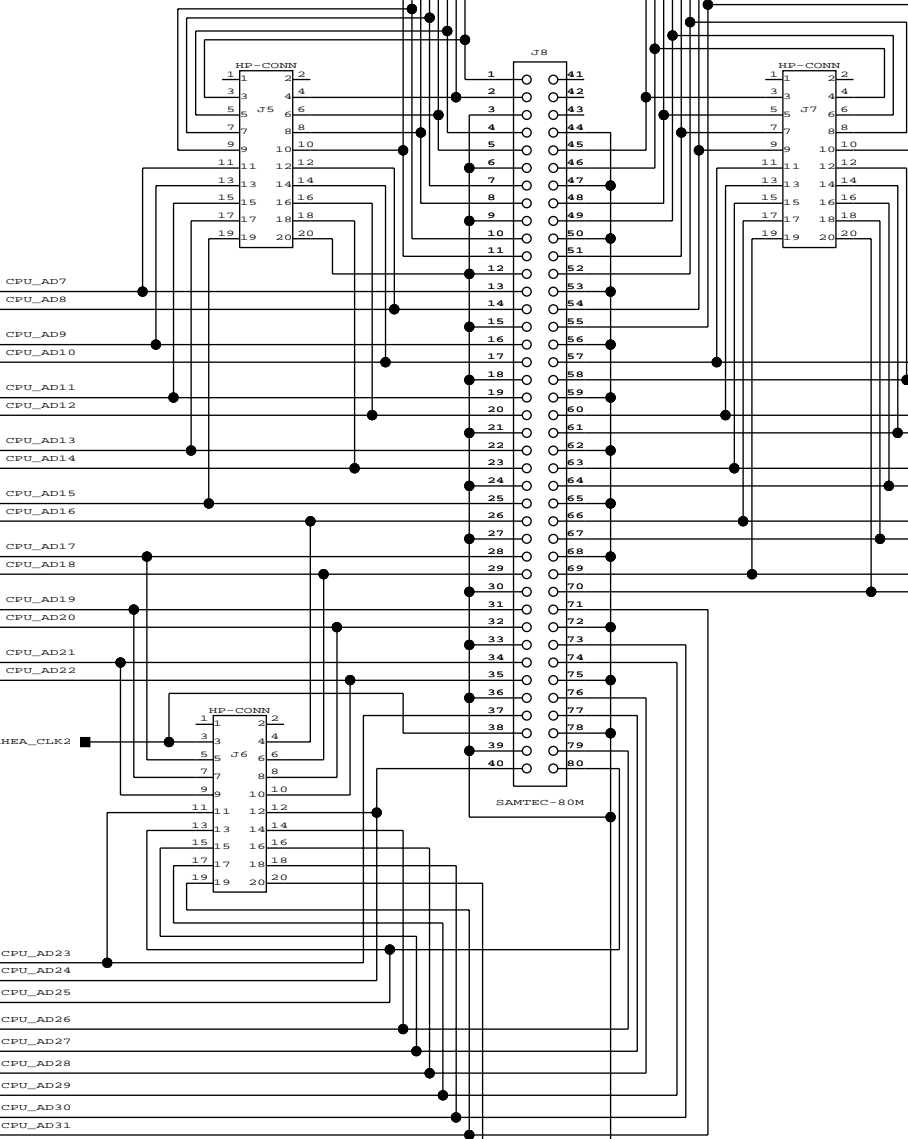 J8
HP-CONN
HP-CONN
1 1 2 2
3 3 4 4
5 5 6 6
7 7 8 8
9 9 10 10
11 11 12 12
13 13 14 14
15 15 16 16
17 17 18 18
19 19 20 20
J5
1 41
2 42
3 43
4 44
5 45
6 46
7 47
8 48
9 49
10 50
11 51
12 52
13 53
14 54
15 55
16 56
17 57
18 58
19 59
20 60
21 61
22 62
23 63
24 64
25 65
26 66
27 67
28 68
29 69
30 70
31 71
32 72
33 73
34 74
35 75
36 76
37 77
38 78
39 79
40 80
SAMTEC-80M
1 1 2 2
3 3 4 4
5 5 6 6
7 7 8 8
9 9 10 10
11 11 12 12
13 13 14 14
15 15 16 16
17 17 18 18
19 19 20 20
J7
CPU_AD7
CPU_AD8
CPU_AD9
CPU_AD10
CPU_AD11
CPU_AD12
CPU_AD13
CPU_AD14
CPU_AD15
CPU_AD16
CPU_AD17
CPU_AD18
CPU_AD19
CPU_AD20
CPU_AD21
CPU_AD22
HEA_CLK2
HP-CONN
1 1 2 2
3 3 4 4
5 5 6 6
7 7 8 8
9 9 10 10
11 11 12 12
13 13 14 14
15 15 16 16
17 17 18 18
19 19 20 20
J6
CPU_AD23
CPU_AD24
CPU_AD25
CPU_AD26
CPU_AD27
CPU_AD28
CPU_AD29
CPU_AD30
CPU_AD31